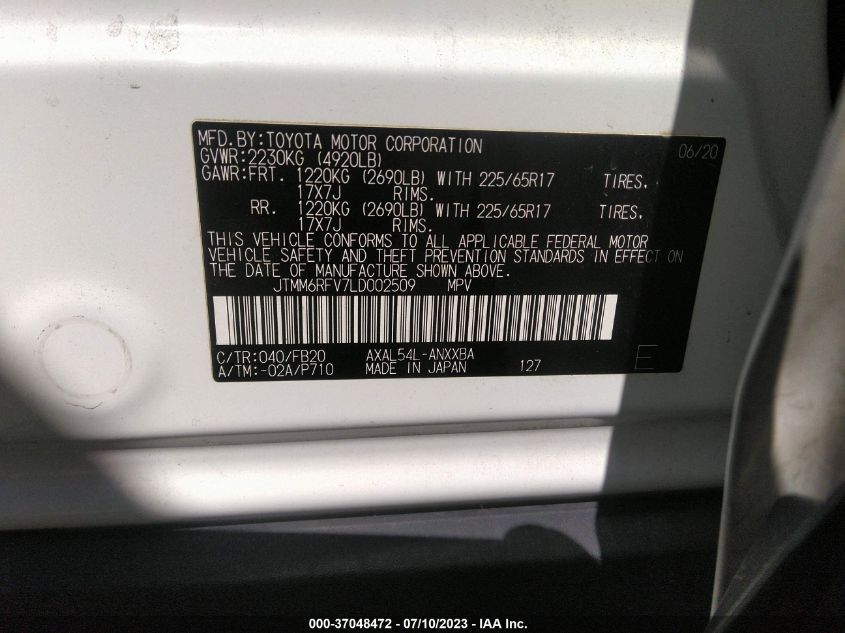 MFD.BY:TOYOTA MOTOR CORPORATION 06/20
GVWR:2230KG (4920LB)
GAWR:FRT. 1220KG (2690LB) WITH 225/65R17 TIRES,
17X7J RIMS.
RR. 1220KG (2690LB) WITH 225/65R17 TIRES,
17X7J RIMS.
THIS VEHICLE CONFORMS TO ALL APPLICABLE FEDERAL MOTOR
VEHICLE SAFETY AND THEFT PREVENTION STANDARDS IN EFFECT ON
THE DATE OF MANUFACTURE SHOWN ABOVE.
JTMM6RFV7LD002509 MPV
C/TR:040/FB20 AXAL54L-ANXXBA
A/TM:-02A/P710 MADE IN JAPAN 127 E
000-37048472 - 07/10/2023 - IAA Inc.